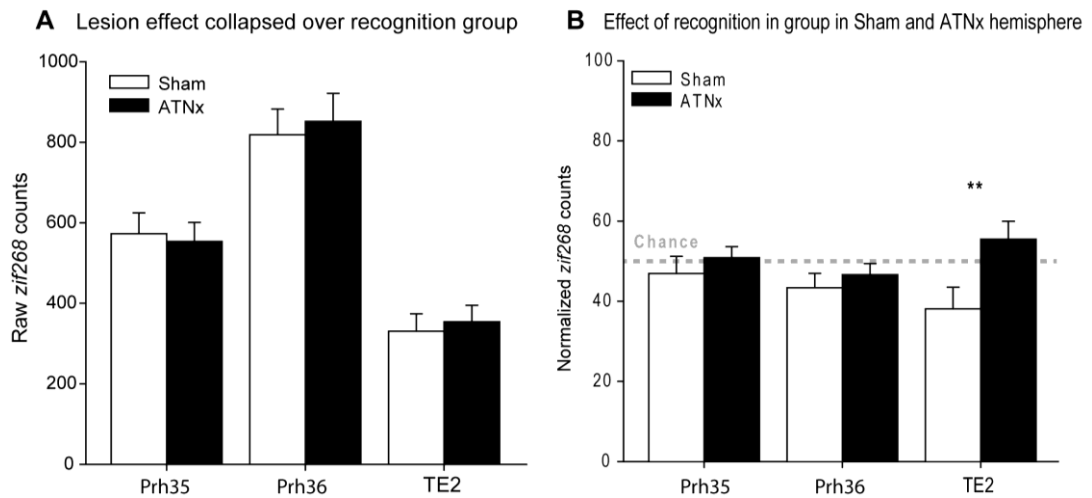 A Lesion effect collapsed over recognition group
1000
800
600
400
200
0
Raw zif268 counts
Sham
ATNx
Prh35 Prh36 TE2
B Effect of recognition in group in Sham and ATNx hemisphere
100
80
60
40
20
0
Normalized zif268 counts
Sham
ATNx
**
Chance
Prh35 Prh36 TE2